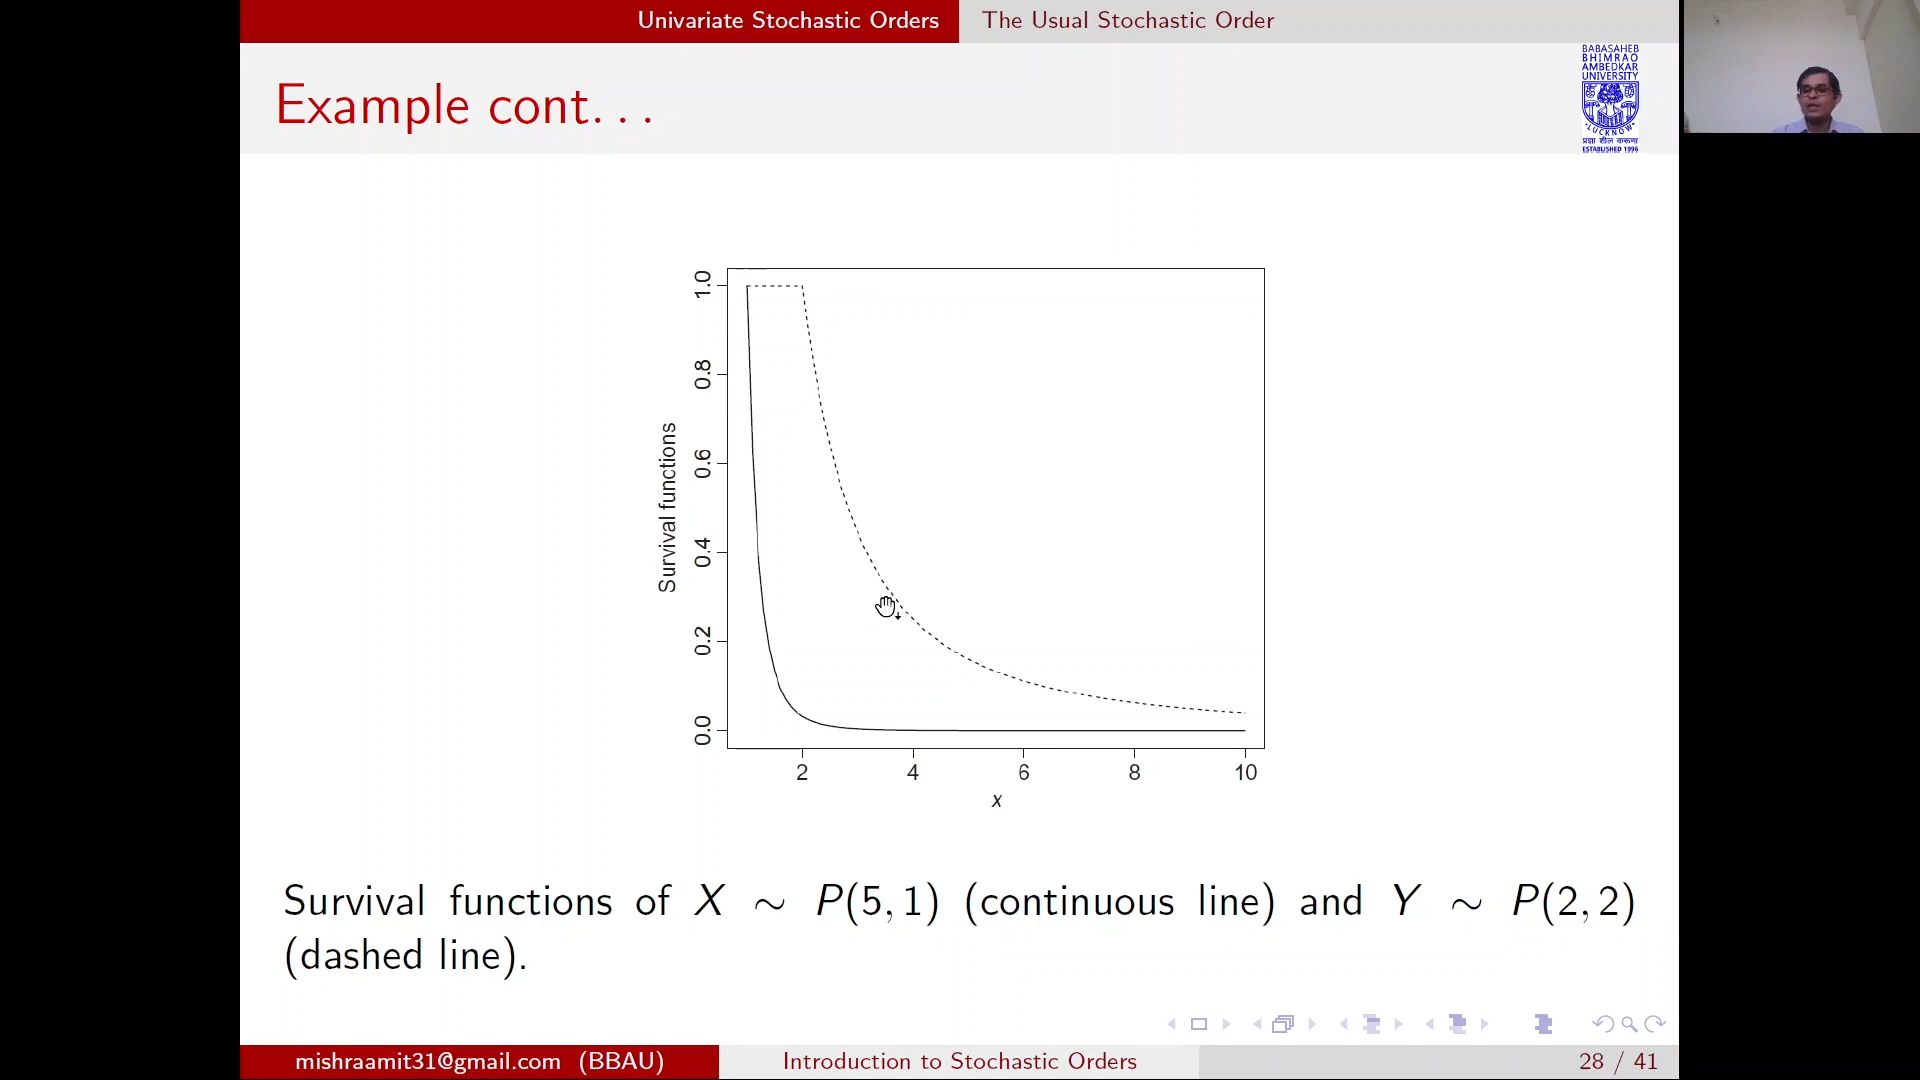 Univariate Stochastic Orders
The Usual Stochastic Order
Example cont. . .
BABASAHEB
BHIMRAO
AMBEDKAR
UNIVERSITY
LUCKNOW
प्रज्ञा शील करूणा
ESTABLISHED 1996
Survival functions
1.0
0.8
0.6
0.4
0.2
0.0
2 4 6 8 10
x
Survival functions of X ∼ P(5, 1) (continuous line) and Y ∼ P(2, 2)
(dashed line).
mishraamit31@gmail.com (BBAU)
Introduction to Stochastic Orders
28 / 41